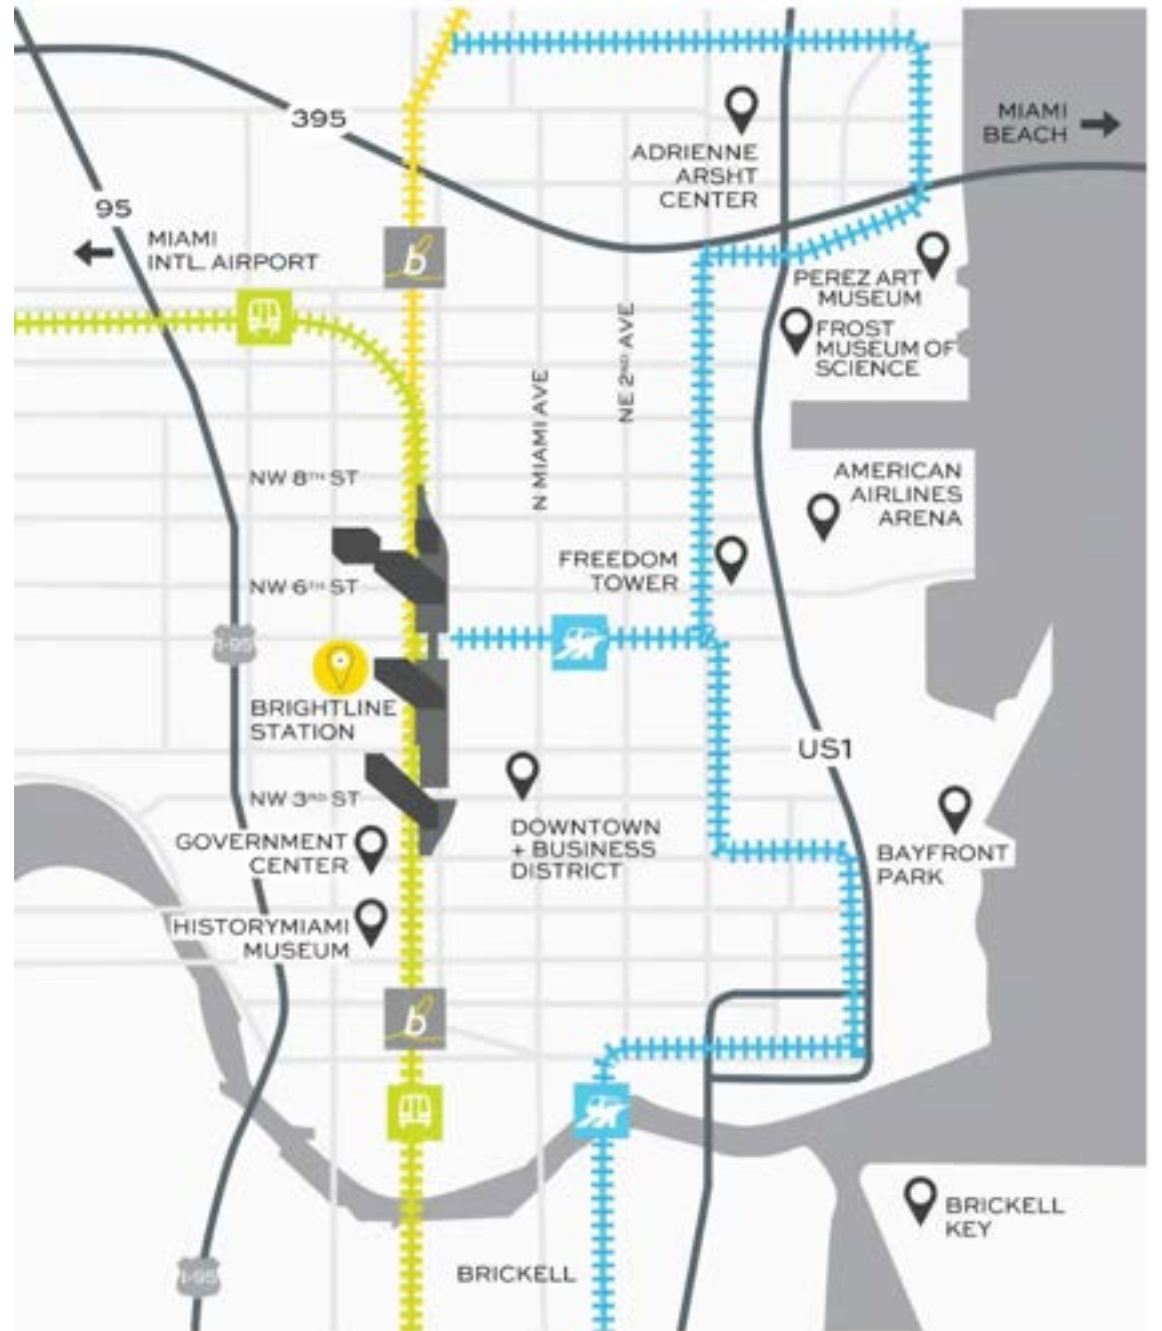 395
MIAMI
BEACH
ADRIENNE
ARSHT
CENTER
95
MIAMI
INTL. AIRPORT
b
PEREZ ART
MUSEUM
FROST
MUSEUM OF
SCIENCE
NE 2ND AVE
N MIAMI AVE
NW 8TH ST
AMERICAN
AIRLINES
ARENA
FREEDOM
TOWER
NW 6TH ST
I-95
BRIGHTLINE
STATION
US1
NW 3RD ST
GOVERNMENT
CENTER
DOWNTOWN
+ BUSINESS
DISTRICT
BAYFRONT
PARK
HISTORYMIAMI
MUSEUM
b
BRICKELL
KEY
BRICKELL
I-95